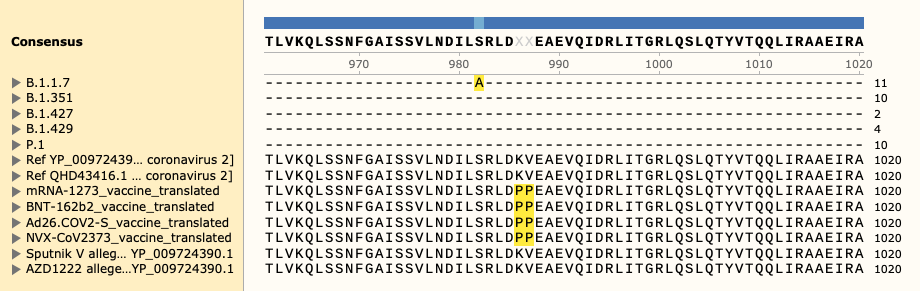 Consensus TLVKQLSSNFGAISSVLNDILSRLDXXEAEVQIDRLITGRLQSLQTYVTQQLIRAAEIRA
970 980 990 1000 1010 1020
B.1.1.7 ---------------------A-------------------------------------- 11
B.1.351 ------------------------------------------------------------ 10
B.1.427 ------------------------------------------------------------ 2
B.1.429 ------------------------------------------------------------ 4
P.1 ------------------------------------------------------------ 10
Ref YP_00972439... coronavirus 2] TLVKQLSSNFGAISSVLNDILSRLDKVEAEVQIDRLITGRLQSLQTYVTQQLIRAAEIRA 1020
Ref QHD43416.1 ... coronavirus 2] TLVKQLSSNFGAISSVLNDILSRLDKVEAEVQIDRLITGRLQSLQTYVTQQLIRAAEIRA 1020
mRNA-1273_vaccine_translated TLVKQLSSNFGAISSVLNDILSRLDPPEAEVQIDRLITGRLQSLQTYVTQQLIRAAEIRA 1020
BNT-162b2_vaccine_translated TLVKQLSSNFGAISSVLNDILSRLDPPEAEVQIDRLITGRLQSLQTYVTQQLIRAAEIRA 1020
Ad26.COV2-S_vaccine_translated TLVKQLSSNFGAISSVLNDILSRLDPPEAEVQIDRLITGRLQSLQTYVTQQLIRAAEIRA 1020
NVX-CoV2373_vaccine_translated TLVKQLSSNFGAISSVLNDILSRLDPPEAEVQIDRLITGRLQSLQTYVTQQLIRAAEIRA 1020
Sputnik V alleg... YP_009724390.1 TLVKQLSSNFGAISSVLNDILSRLDKVEAEVQIDRLITGRLQSLQTYVTQQLIRAAEIRA 1020
AZD1222 allege...YP_009724390.1 TLVKQLSSNFGAISSVLNDILSRLDKVEAEVQIDRLITGRLQSLQTYVTQQLIRAAEIRA 1020